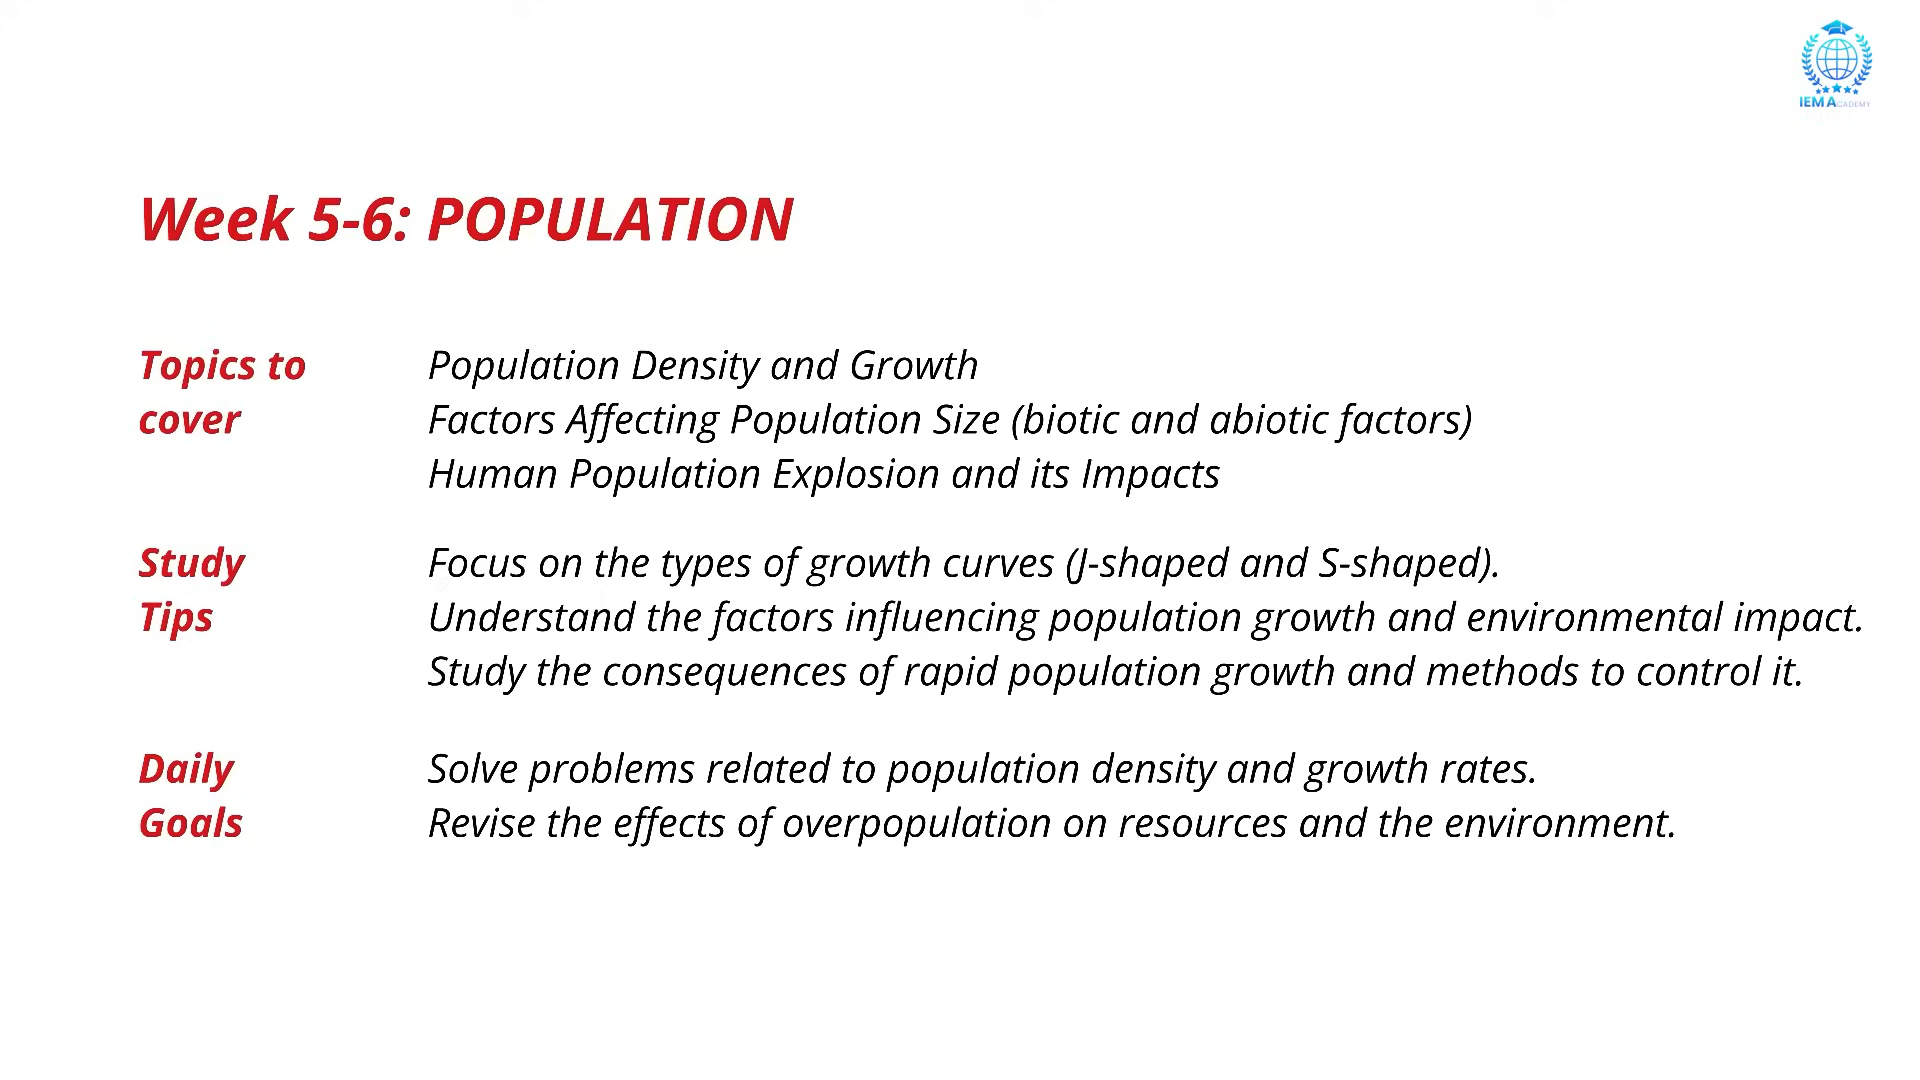 IEMACADEMY
Week 5-6: POPULATION
Topics to cover
Population Density and Growth
Factors Affecting Population Size (biotic and abiotic factors)
Human Population Explosion and its Impacts
Study Tips
Focus on the types of growth curves (J-shaped and S-shaped).
Understand the factors influencing population growth and environmental impact.
Study the consequences of rapid population growth and methods to control it.
Daily Goals
Solve problems related to population density and growth rates.
Revise the effects of overpopulation on resources and the environment.